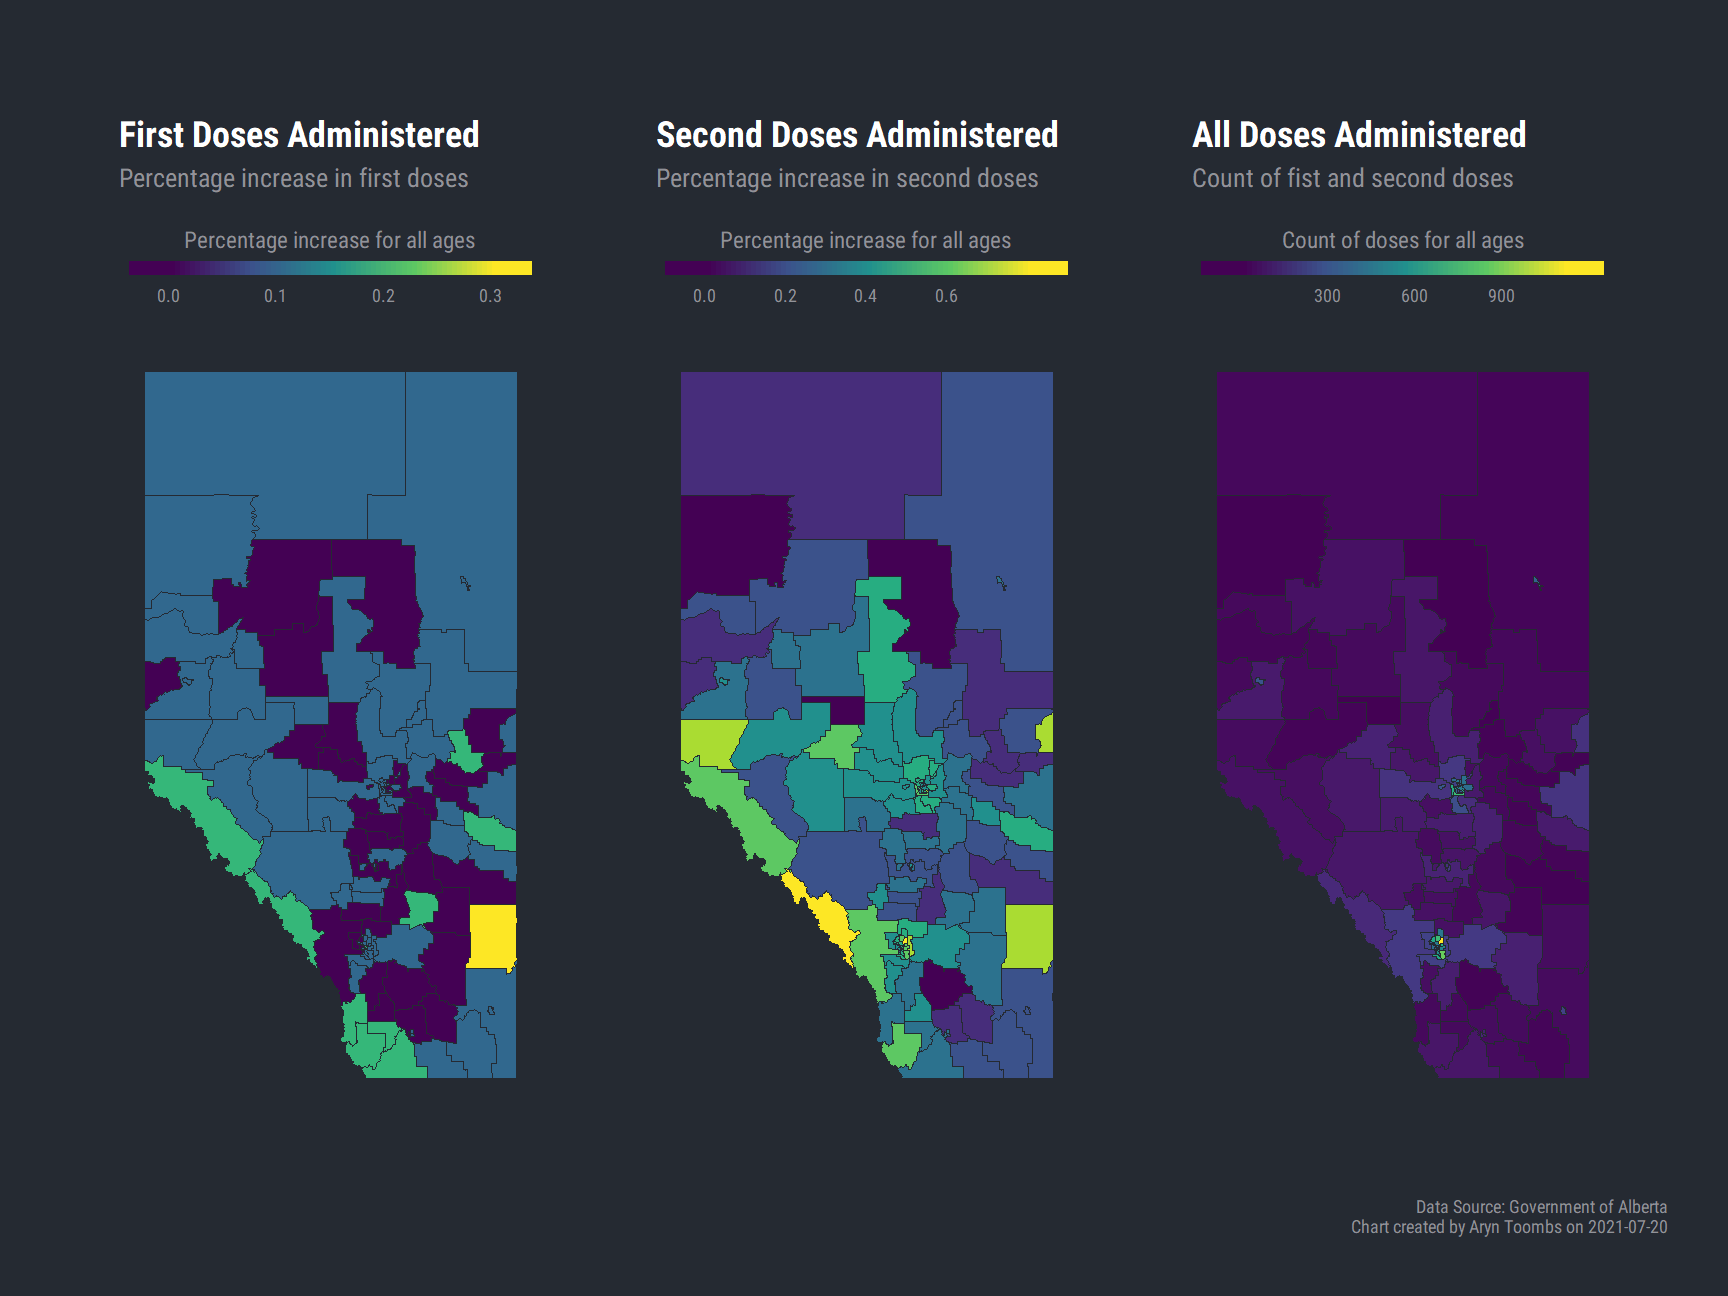 First Doses Administered
Percentage increase in first doses
Percentage increase for all ages
0.0 0.1 0.2 0.3
Second Doses Administered
Percentage increase in second doses
Percentage increase for all ages
0.0 0.2 0.4 0.6
All Doses Administered
Count of fist and second doses
Count of doses for all ages
300 600 900
Data Source: Government of Alberta
Chart created by Aryn Toombs on 2021-07-20